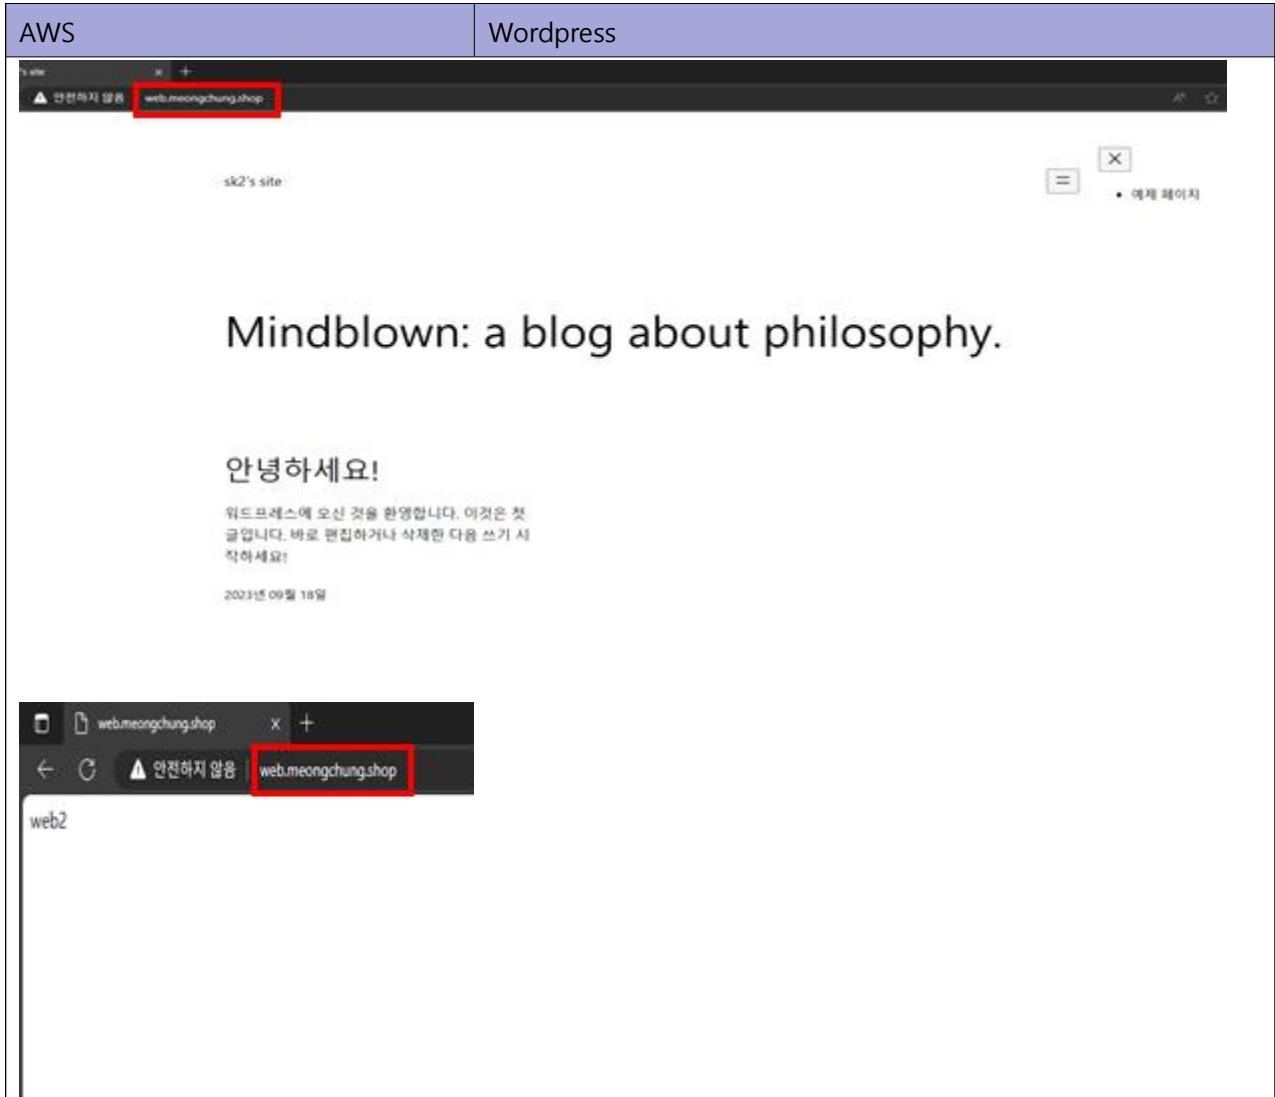 AWS
Wordpress
's site
안전하지 않음 web.meongchung.shop
sk2's site
예제 페이지
Mindblown: a blog about philosophy.
안녕하세요!
워드프레스에 오신 것을 환영합니다. 이것은 첫
글입니다. 바로 편집하거나 삭제한 다음 쓰기 시
작하세요!
2023년 09월 18일
web.meongchung.shop
안전하지 않음 web.meongchung.shop
web2